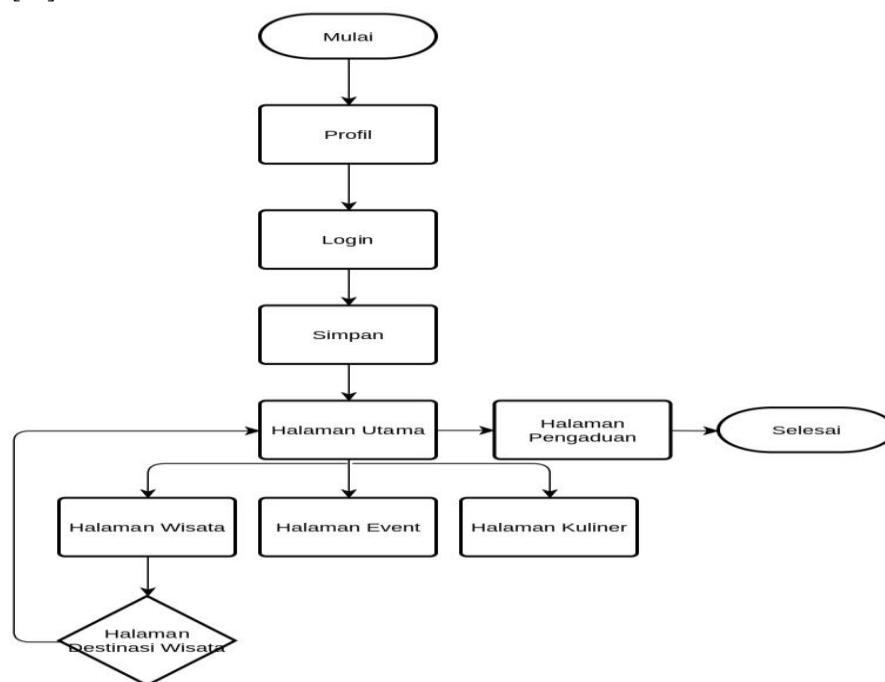 Mulai
Profil
Login
Simpan
Halaman Utama
Halaman
Pengaduan
Selesai
Halaman Wisata
Halaman Event
Halaman Kuliner
Halaman
Destinasi Wisata